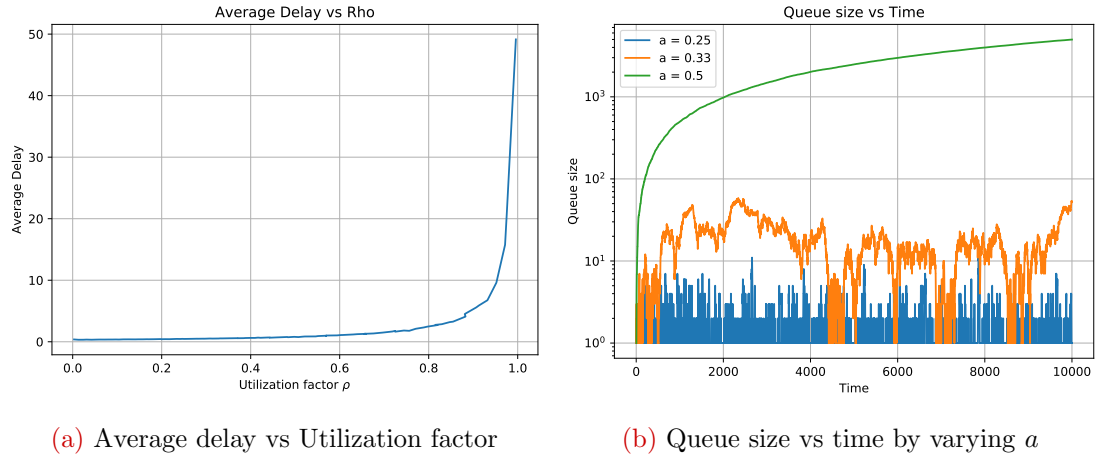 Average Delay vs Rho
Average Delay
50
40
30
20
10
0
0.0 0.2 0.4 0.6 0.8 1.0
Utilization factor ρ
(a) Average delay vs Utilization factor
Queue size vs Time
a = 0.25
a = 0.33
a = 0.5
Queue size
10³
10²
10¹
10⁰
0 2000 4000 6000 8000 10000
Time
(b) Queue size vs time by varying a